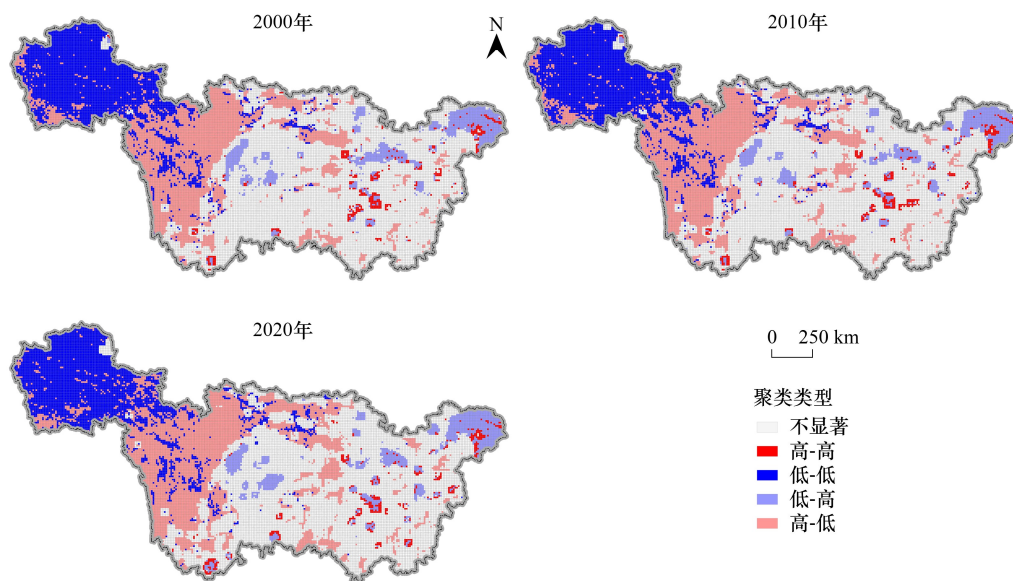 2000年
N
2010年
2020年
0 250 km
聚类类型
不显著
高-高
低-低
低-高
高-低